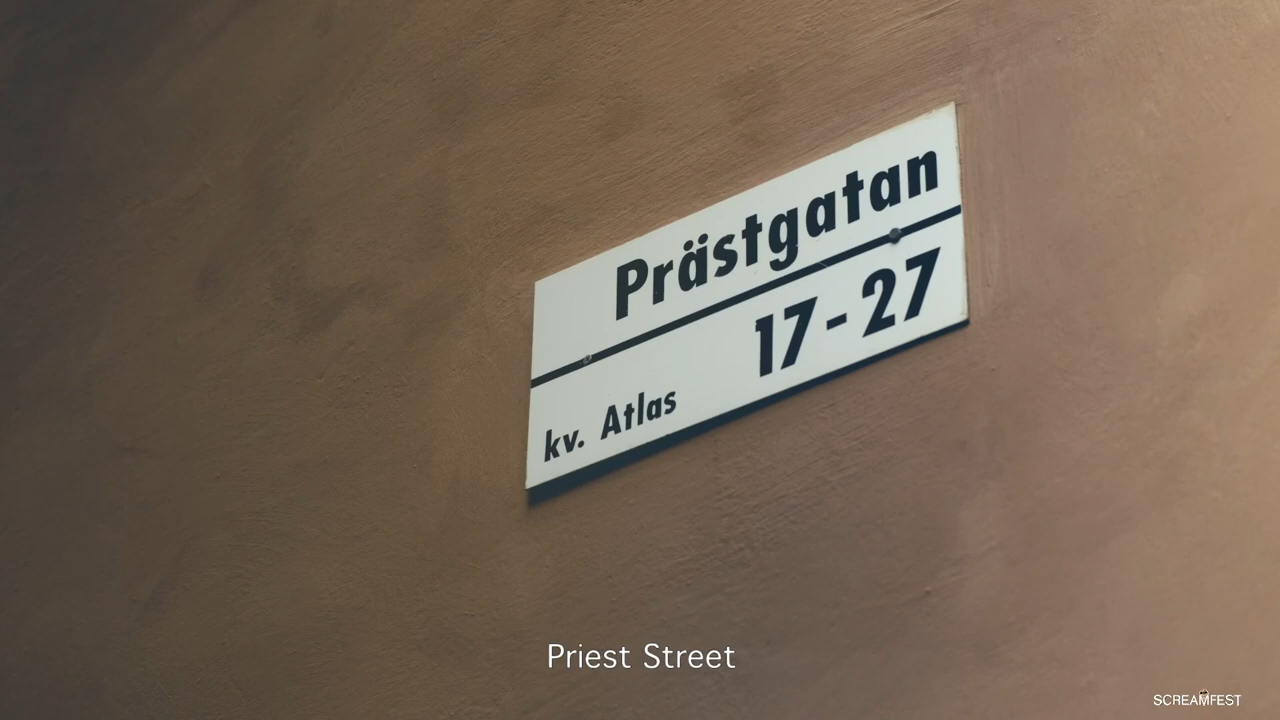 Prästgatan
17-27
kv. Atlas
Priest Street
SCREAMFEST